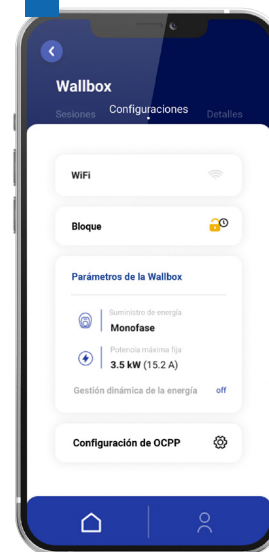 Wallbox
Sesiones Configuraciones Detalles
WiFi
Bloque
Parámetros de la Wallbox
Suministro de energía
Monofase
Potencia máxima fija
3.5 kW (15.2 A)
Gestión dinámica de la energía off
Configuración de OCPP